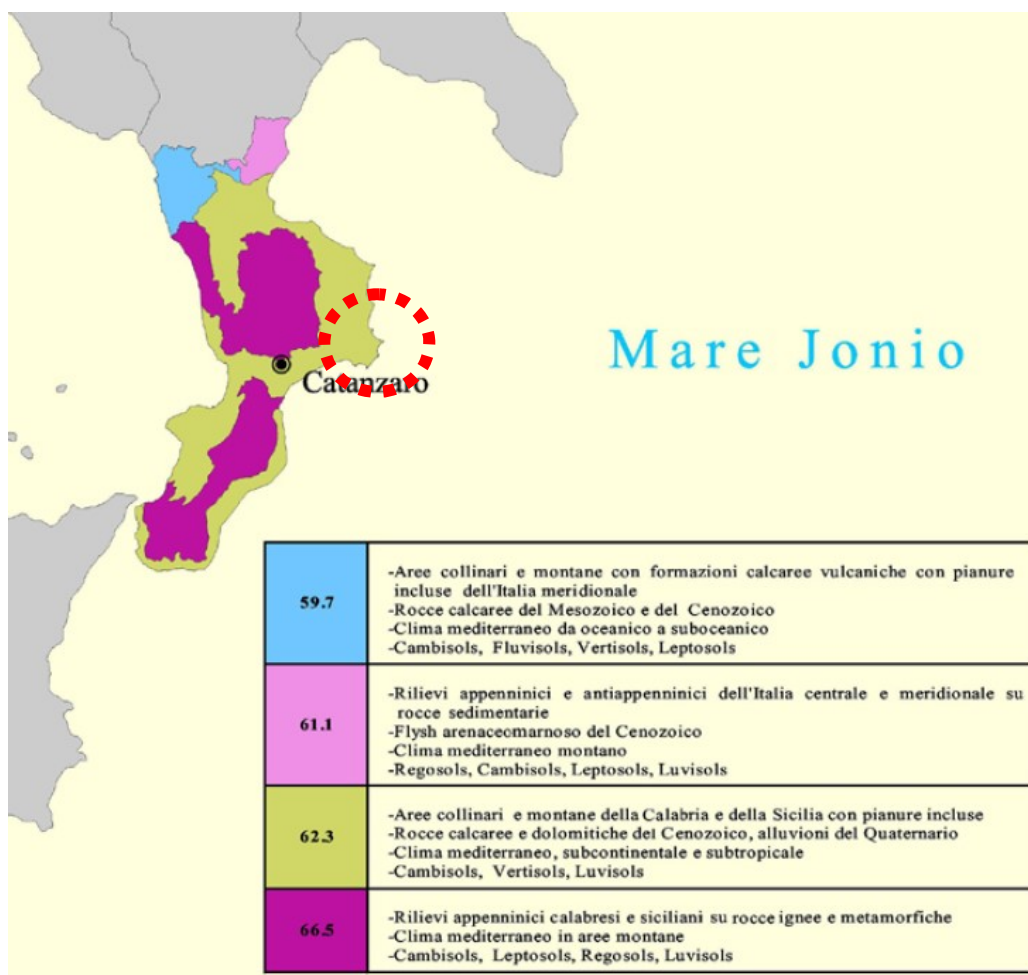 Mare Jonio
Catanzaro
59.7
-Aree collinari e montane con formazioni calcaree vulcaniche con pianure
incluse dell'Italia meridionale
-Rocce calcaree del Mesozoico e del Cenozoico
-Clima mediterraneo da oceanico a suboceanico
-Cambisols, Fluvisols, Vertisols, Leptosols
61.1
-Rilievi appenninici e antiappenninici dell'Italia centrale e meridionale su
rocce sedimentarie
-Flysh arenaceomarnoso del Cenozoico
-Clima mediterraneo montano
-Regosols, Cambisols, Leptosols, Luvisols
62.3
-Aree collinari e montane della Calabria e della Sicilia con pianure incluse
-Rocce calcaree e dolomitiche del Cenozoico, alluvioni del Quaternario
-Clima mediterraneo, subcontinentale e subtropicale
-Cambisols, Vertisols, Luvisols
66.5
-Rilievi appenninici calabresi e siciliani su rocce ignee e metamorfiche
-Clima mediterraneo in aree montane
-Cambisols, Leptosols, Regosols, Luvisols